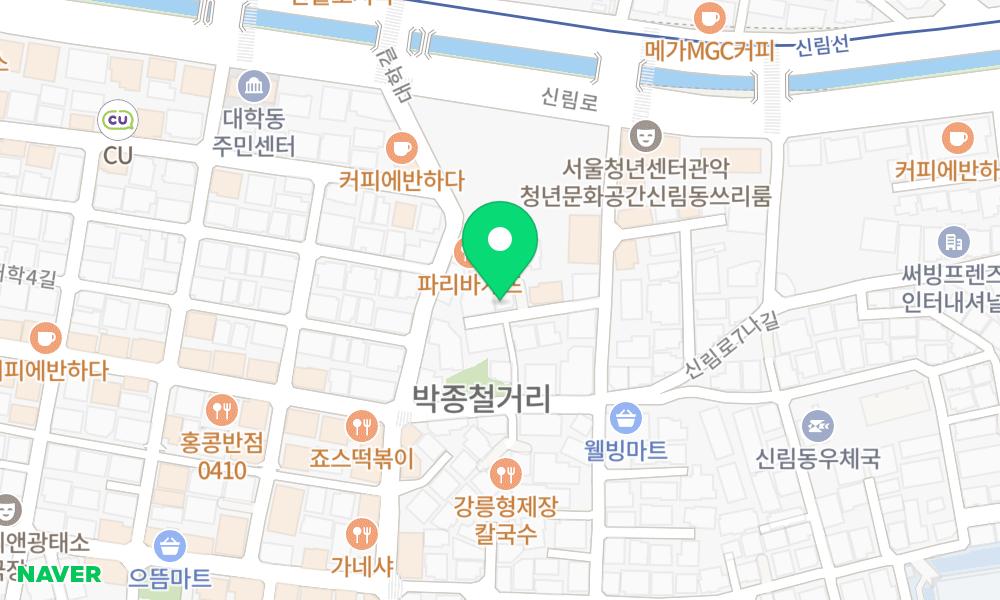 신림선
메가MGC커피
대학길
신림로
대학동
주민센터
CU
CU
커피에반하다
서울청년센터관악
청년문화공간신림동쓰리룸
커피에반하
파리바
써빙프렌즈
인터내셔널
대학4길
신림로7나길
커피에반하다
박종철거리
홍콩반점
0410
죠스떡볶이
웰빙마트
신림동우체국
강릉형제장
칼국수
앤광태소
극장
가네샤
으뜸마트
NAVER